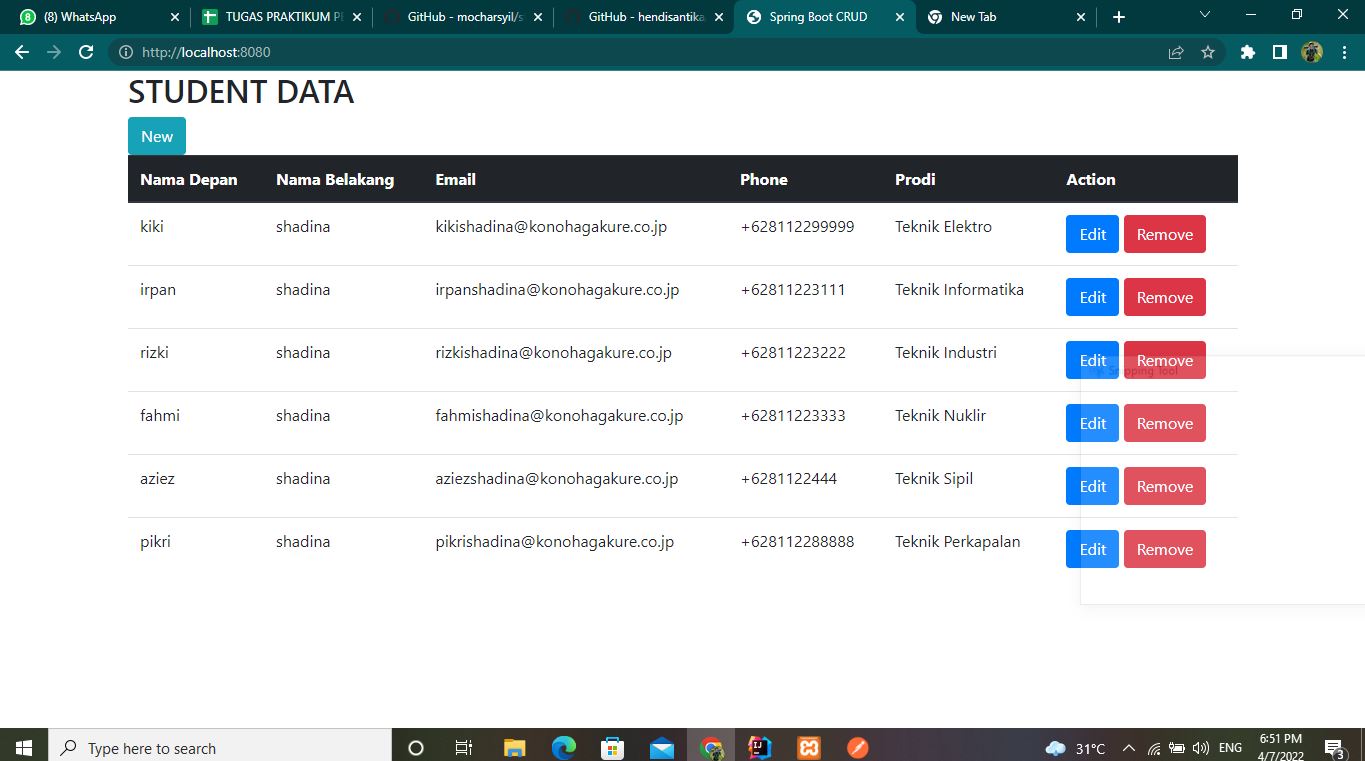 (8) WhatsApp
TUGAS PRAKTIKUM PE
GitHub - mocharsyil/s
GitHub - hendisantika
Spring Boot CRUD
New Tab
http://localhost:8080
STUDENT DATA
New
Nama Depan Nama Belakang Email Phone Prodi Action
kiki shadina kikishadina@konohagakure.co.jp +628112299999 Teknik Elektro Edit Remove
irpan shadina irpanshadina@konohagakure.co.jp +62811223111 Teknik Informatika Edit Remove
rizki shadina rizkishadina@konohagakure.co.jp +62811223222 Teknik Industri Edit Remove
Snipping Tool
fahmi shadina fahmishadina@konohagakure.co.jp +62811223333 Teknik Nuklir Edit Remove
aziez shadina aziezshadina@konohagakure.co.jp +6281122444 Teknik Sipil Edit Remove
pikri shadina pikrishadina@konohagakure.co.jp +628112288888 Teknik Perkapalan Edit Remove
Type here to search
31°C
ENG
6:51 PM
4/7/2022
3